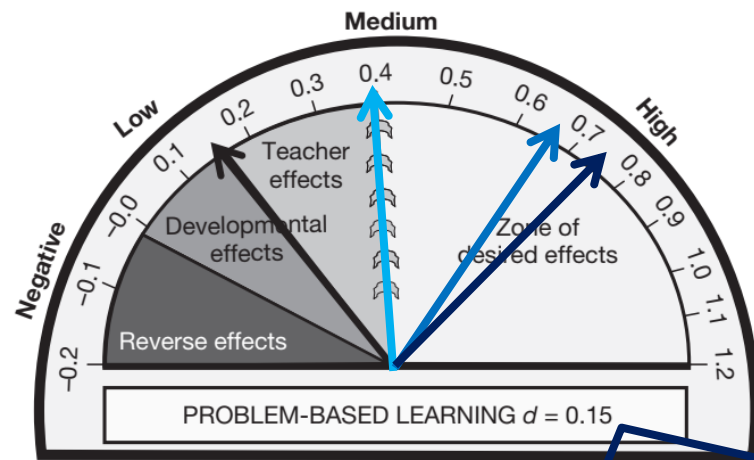 Medium
Low
High
Negative
-0.2
-0.1
-0.0
0.1
0.2
0.3
0.4
0.5
0.6
0.7
0.8
0.9
1.0
1.1
1.2
Teacher
effects
Developmental
effects
Zone of
desired effects
Reverse effects
PROBLEM-BASED LEARNING d = 0.15